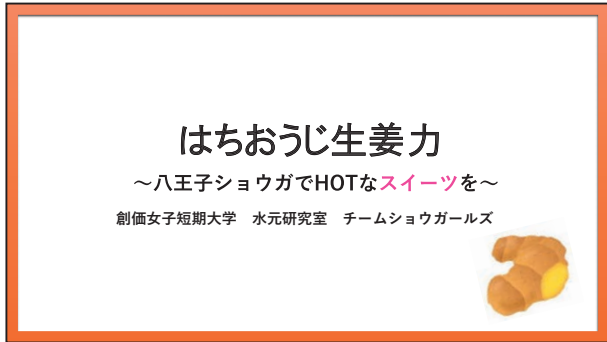 はちおうじ生姜力
～八王子ショウガでHOTなスイーツを～
創価女子短期大学　水元研究室　チームショウガールズ